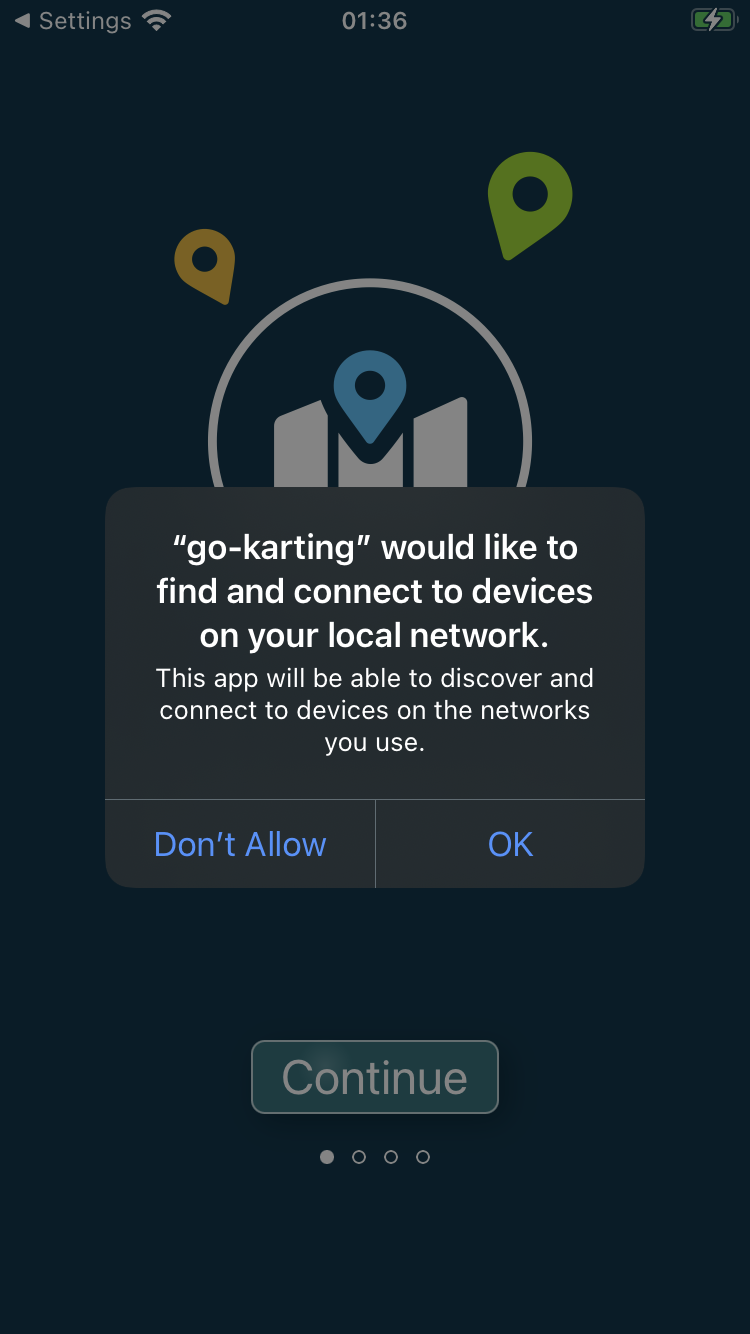 Settings
01:36
“go-karting” would like to
find and connect to devices
on your local network.
This app will be able to discover and
connect to devices on the networks
you use.
Don’t Allow
OK
Continue